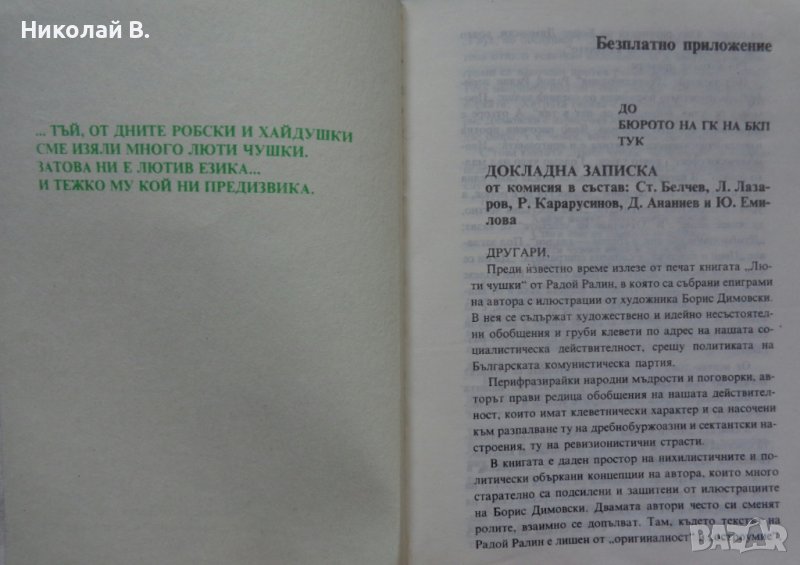 Николай В.
... ТЪЙ, ОТ ДНИТЕ РОБСКИ И ХАЙДУШКИ
СМЕ ИЗЯЛИ МНОГО ЛЮТИ ЧУШКИ.
ЗАТОВА НИ Е ЛЮТИВ ЕЗИКА...
И ТЕЖКО МУ КОЙ НИ ПРЕДИЗВИКА.
Безплатно приложение
ДО
БЮРОТО НА ГК НА БКП
ТУК
ДОКЛАДНА ЗАПИСКА
от комисия в състав: Ст. Белчев, Л. Лаза-
ров, Р. Карарусинов, Д. Ананиев и Ю. Еми-
лова
ДРУГАРИ,
Преди известно време излезе от печат книгата „Лю-
ти чушки“ от Радой Ралин, в която са събрани епиграми
на автора с илюстрации от художника Борис Димовски.
В нея се съдържат художествено и идейно несъстоятел-
ни обобщения и груби клевети по адрес на нашата со-
циалистическа действителност, срещу политиката на
Българската комунистическа партия.
Перифразирайки народни мъдрости и поговорки, ав-
торът прави редица обобщения на нашата действител-
ност, които имат клеветнически характер и са насочени
към разпалване ту на дребнобуржоазни и сектантски на-
строения, ту на ревизионистични страсти.
В книгата е даден простор на нихилистичните и по-
литически объркани концепции на автора, които много
старателно са подсилени и защитени от илюстрациите
на Борис Димовски. Двамата автори често си сменят
ролите, взаимно се допълват. Там, където текстът на
Радой Ралин е лишен от „оригиналност“ и остроумие
BAZAR